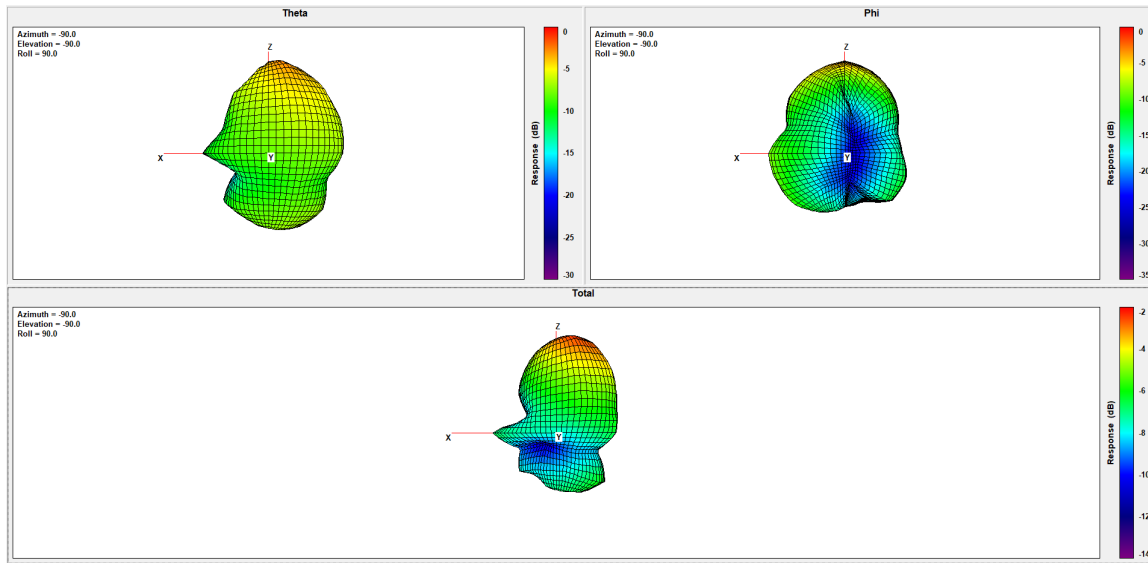 Theta
Azimuth = -90.0
Elevation = -90.0
Roll = 90.0
Z
X
Y
0
-5
-10
-15
-20
-25
-30
Response (dB)
Phi
Azimuth = -90.0
Elevation = -90.0
Roll = 90.0
Z
X
Y
0
-5
-10
-15
-20
-25
-30
-35
Response (dB)
Total
Azimuth = -90.0
Elevation = -90.0
Roll = 90.0
Z
X
Y
-2
-4
-6
-8
-10
-12
-14
Response (dB)